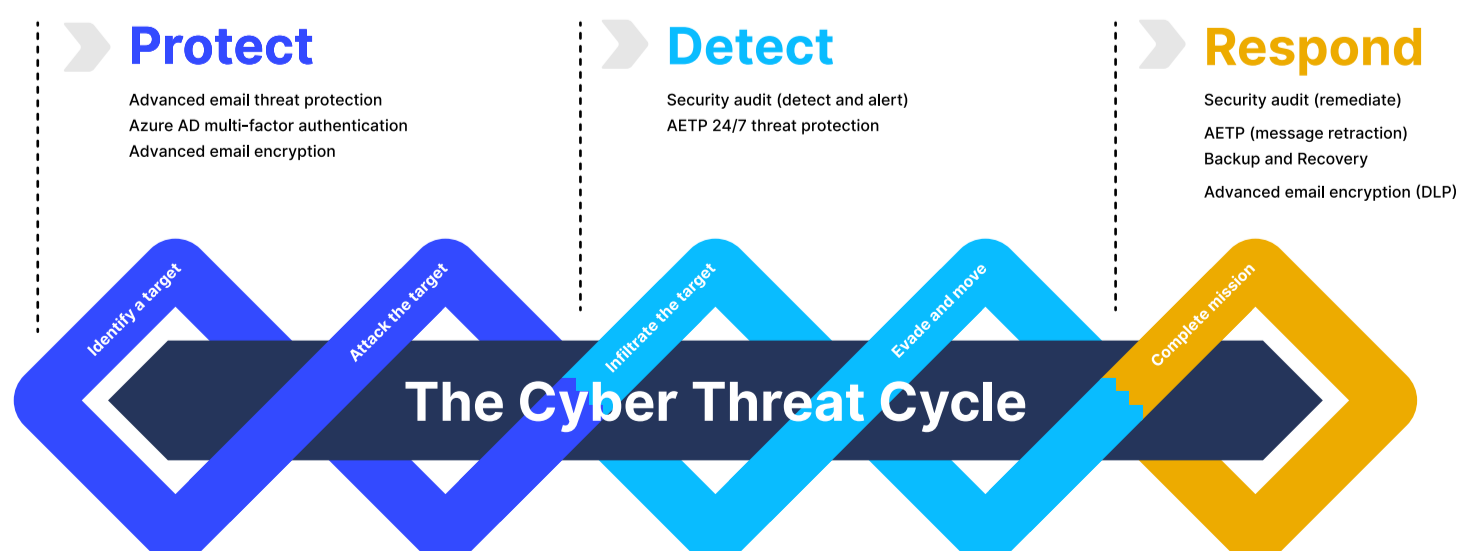 Protect
Advanced email threat protection
Azure AD multi-factor authentication
Advanced email encryption
Detect
Security audit (detect and alert)
AETP 24/7 threat protection
Respond
Security audit (remediate)
AETP (message retraction)
Backup and Recovery
Advanced email encryption (DLP)
Identify a target
Attack the target
Infiltrate the target
Evade and move
Complete mission
The Cyber Threat Cycle